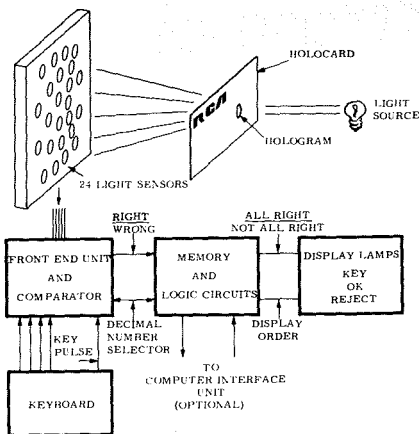 HOLOCARD
RCA
LIGHT
SOURCE
HOLOGRAM
24 LIGHT SENSORS
RIGHT
WRONG
ALL RIGHT
NOT ALL RIGHT
FRONT END UNIT
AND
COMPARATOR
MEMORY
AND
LOGIC CIRCUITS
DISPLAY LAMPS
KEY
OK
REJECT
KEY
PULSE
DECIMAL
NUMBER
SELECTOR
DISPLAY
ORDER
TO
COMPUTER INTERFACE
UNIT
(OPTIONAL)
KEYBOARD